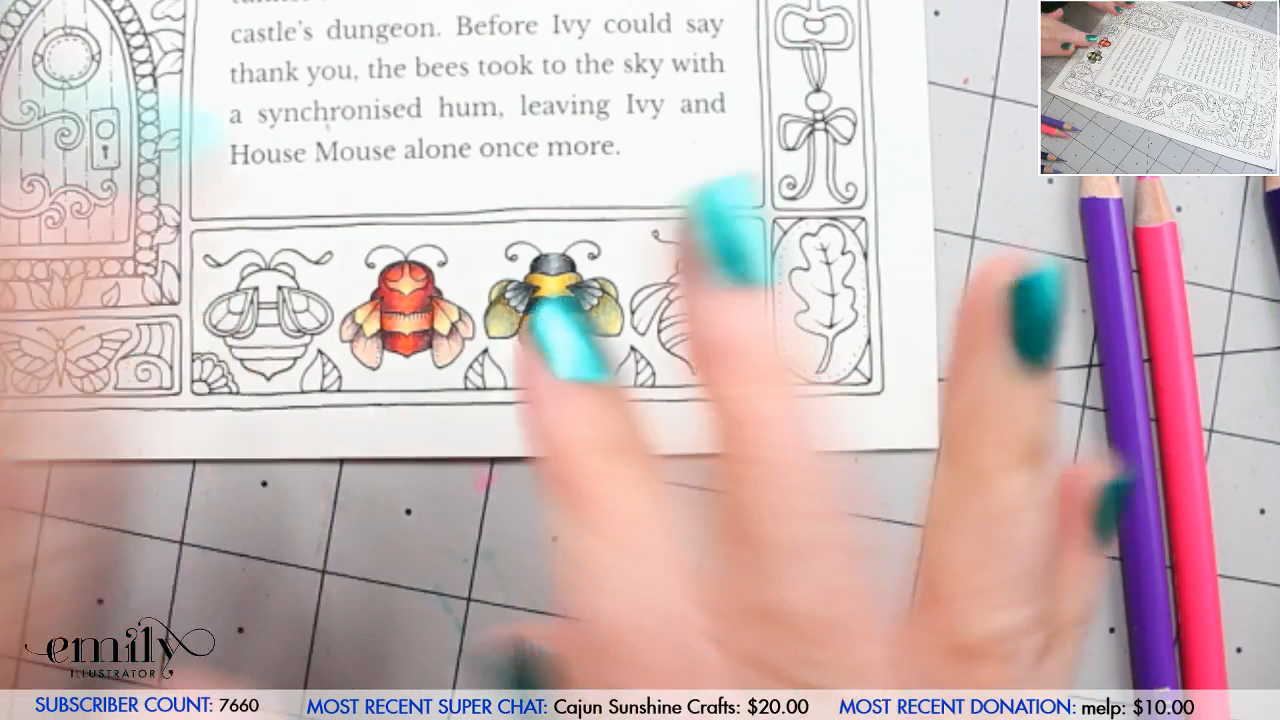 castle's dungeon. Before Ivy could say
thank you, the bees took to the sky with
a synchronised hum, leaving Ivy and
House Mouse alone once more.
emily
ILLUSTRATOR
SUBSCRIBER COUNT: 7660
MOST RECENT SUPER CHAT: Cajun Sunshine Crafts: $20.00
MOST RECENT DONATION: melp: $10.00